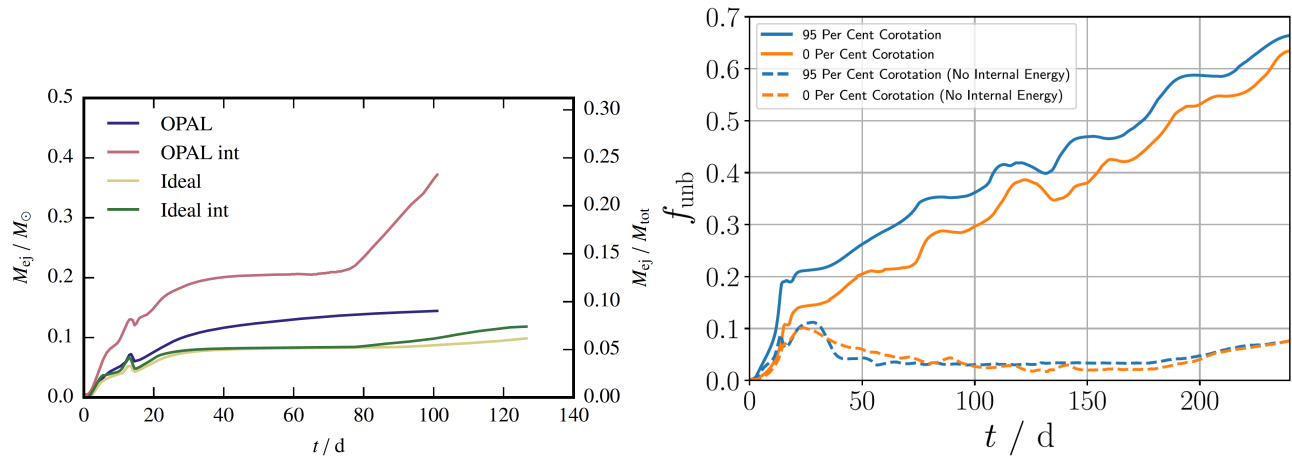 0.5
0.4
0.3
0.2
0.1
0.0
M_ej / M_⊙
OPAL
OPAL int
Ideal
Ideal int
0.30
0.25
0.20
0.15
0.10
0.05
0.00
M_ej / M_tot
0 20 40 60 80 100 120 140
t / d
0.7
0.6
0.5
0.4
0.3
0.2
0.1
0.0
f_unb
95 Per Cent Corotation
0 Per Cent Corotation
95 Per Cent Corotation (No Internal Energy)
0 Per Cent Corotation (No Internal Energy)
0 50 100 150 200
t / d